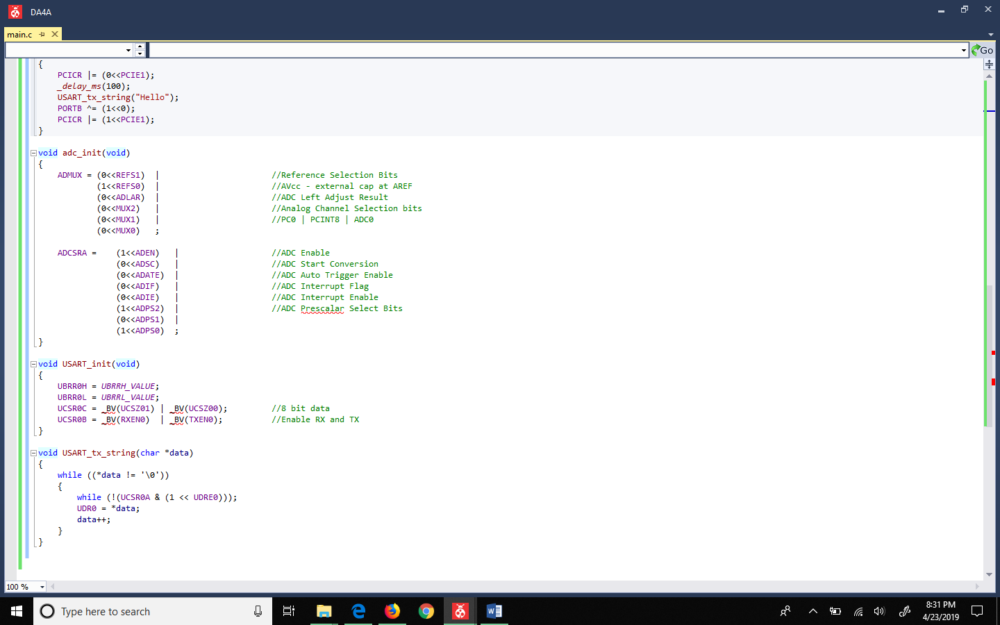 DA4A
main.c
Go
{
PCICR |= (0<<PCIE1);
_delay_ms(100);
USART_tx_string("Hello");
PORTB ^= (1<<0);
PCICR |= (1<<PCIE1);
}
void adc_init(void)
{
ADMUX = (0<<REFS1) | //Reference Selection Bits
(1<<REFS0) | //AVcc - external cap at AREF
(0<<ADLAR) | //ADC Left Adjust Result
(0<<MUX2) | //Analog Channel Selection bits
(0<<MUX1) | //PC0 | PCINT8 | ADC0
(0<<MUX0) ;
ADCSRA = (1<<ADEN) | //ADC Enable
(0<<ADSC) | //ADC Start Conversion
(0<<ADATE) | //ADC Auto Trigger Enable
(0<<ADIF) | //ADC Interrupt Flag
(0<<ADIE) | //ADC Interrupt Enable
(1<<ADPS2) | //ADC Prescalar Select Bits
(0<<ADPS1) |
(1<<ADPS0) ;
}
void USART_init(void)
{
UBRR0H = UBRRH_VALUE;
UBRR0L = UBRRL_VALUE;
UCSR0C = _BV(UCSZ01) | _BV(UCSZ00); //8 bit data
UCSR0B = _BV(RXEN0) | _BV(TXEN0); //Enable RX and TX
}
void USART_tx_string(char *data)
{
while ((*data != '\0'))
{
while (!(UCSR0A & (1 << UDRE0)));
UDR0 = *data;
data++;
}
}
100 %
Type here to search
8:31 PM
4/23/2019